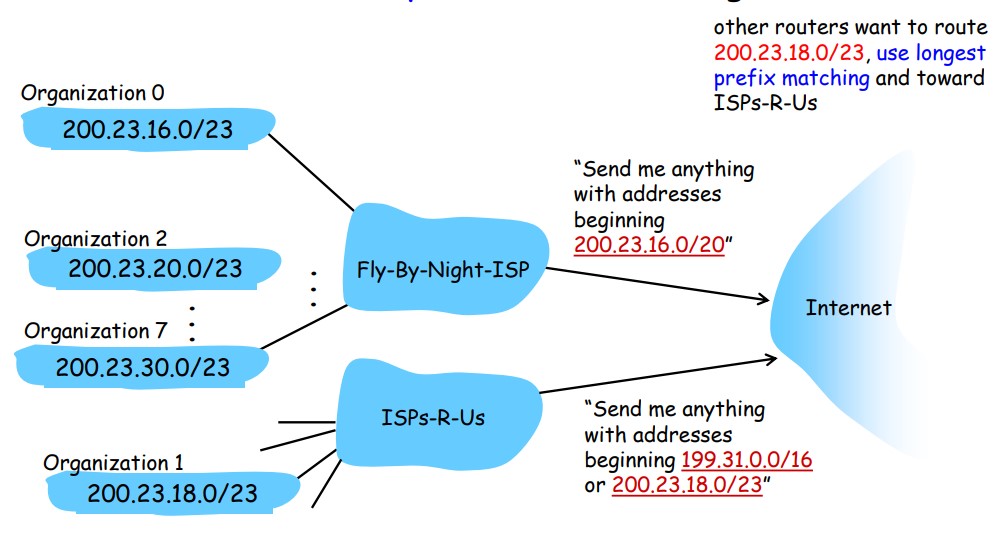 other routers want to route
200.23.18.0/23, use longest
prefix matching and toward
ISPs-R-Us
Organization 0
200.23.16.0/23
"Send me anything
with addresses
beginning
200.23.16.0/20"
Organization 2
200.23.20.0/23
Fly-By-Night-ISP
Internet
Organization 7
200.23.30.0/23
ISPs-R-Us
"Send me anything
with addresses
beginning 199.31.0.0/16
or 200.23.18.0/23"
Organization 1
200.23.18.0/23